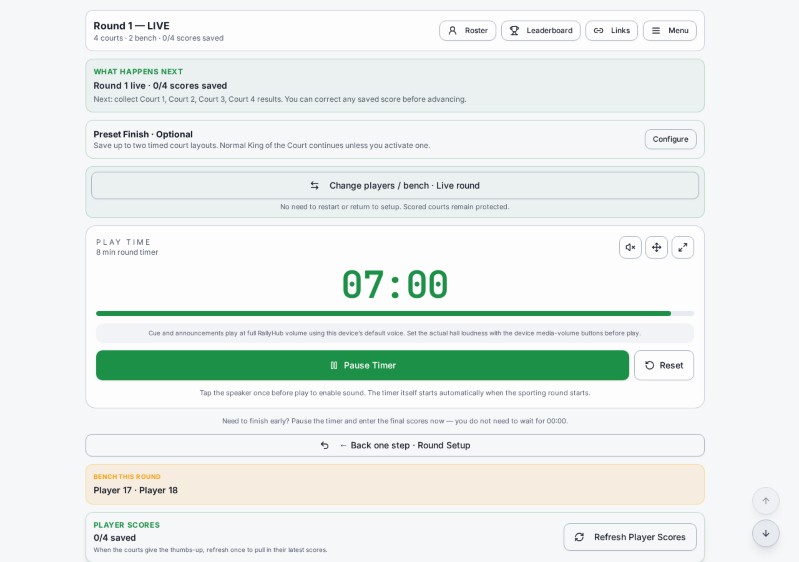 Round 1 — LIVE
4 courts · 2 bench · 0/4 scores saved
Roster
Leaderboard
Links
Menu
WHAT HAPPENS NEXT
Round 1 live · 0/4 scores saved
Next: collect Court 1, Court 2, Court 3, Court 4 results. You can correct any saved score before advancing.
Preset Finish · Optional
Save up to two timed court layouts. Normal King of the Court continues unless you activate one.
Configure
Change players / bench · Live round
No need to restart or return to setup. Scored courts remain protected.
PLAY TIME
8 min round timer
07:00
Cue and announcements play at full RallyHub volume using this device's default voice. Set the actual hall loudness with the device media-volume buttons before play.
Pause Timer
Reset
Tap the speaker once before play to enable sound. The timer itself starts automatically when the sporting round starts.
Need to finish early? Pause the timer and enter the final scores now — you do not need to wait for 00:00.
← Back one step · Round Setup
BENCH THIS ROUND
Player 17 · Player 18
PLAYER SCORES
0/4 saved
When the courts give the thumbs-up, refresh once to pull in their latest scores.
Refresh Player Scores